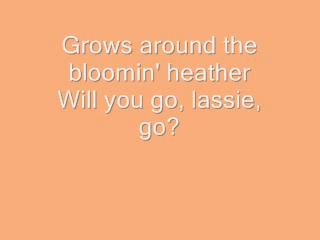 Grows around the
bloomin' heather
Will you go, lassie,
go?